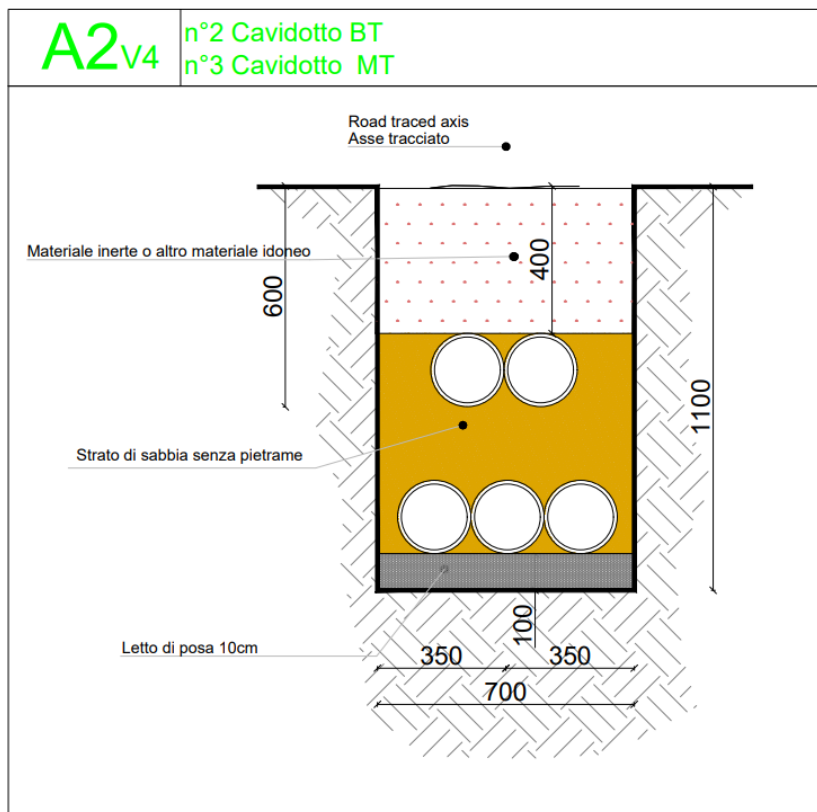 A2V4
n°2 Cavidotto BT
n°3 Cavidotto  MT
Road traced axis
Asse tracciato
Materiale inerte o altro materiale idoneo
400
600
1100
Strato di sabbia senza pietrame
100
Letto di posa 10cm
350
350
700